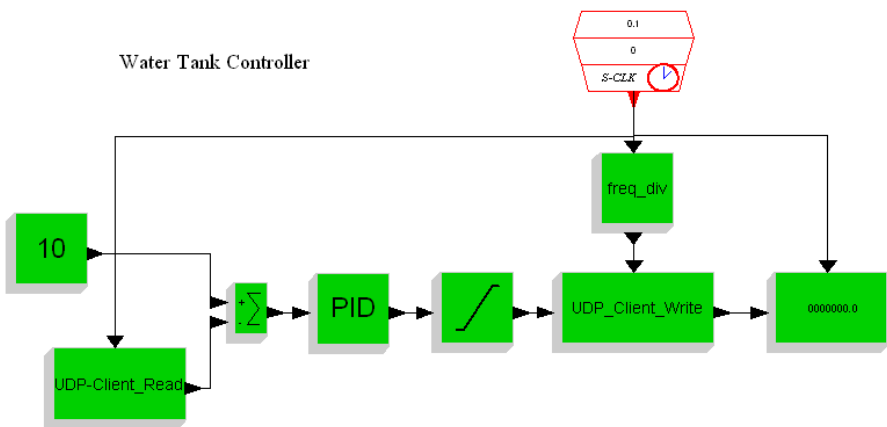 0.1
0
Water Tank Controller
S-CLK
freq_div
10
+
-
Σ
PID
UDP_Client_Write
0000000.0
UDP-Client_Read